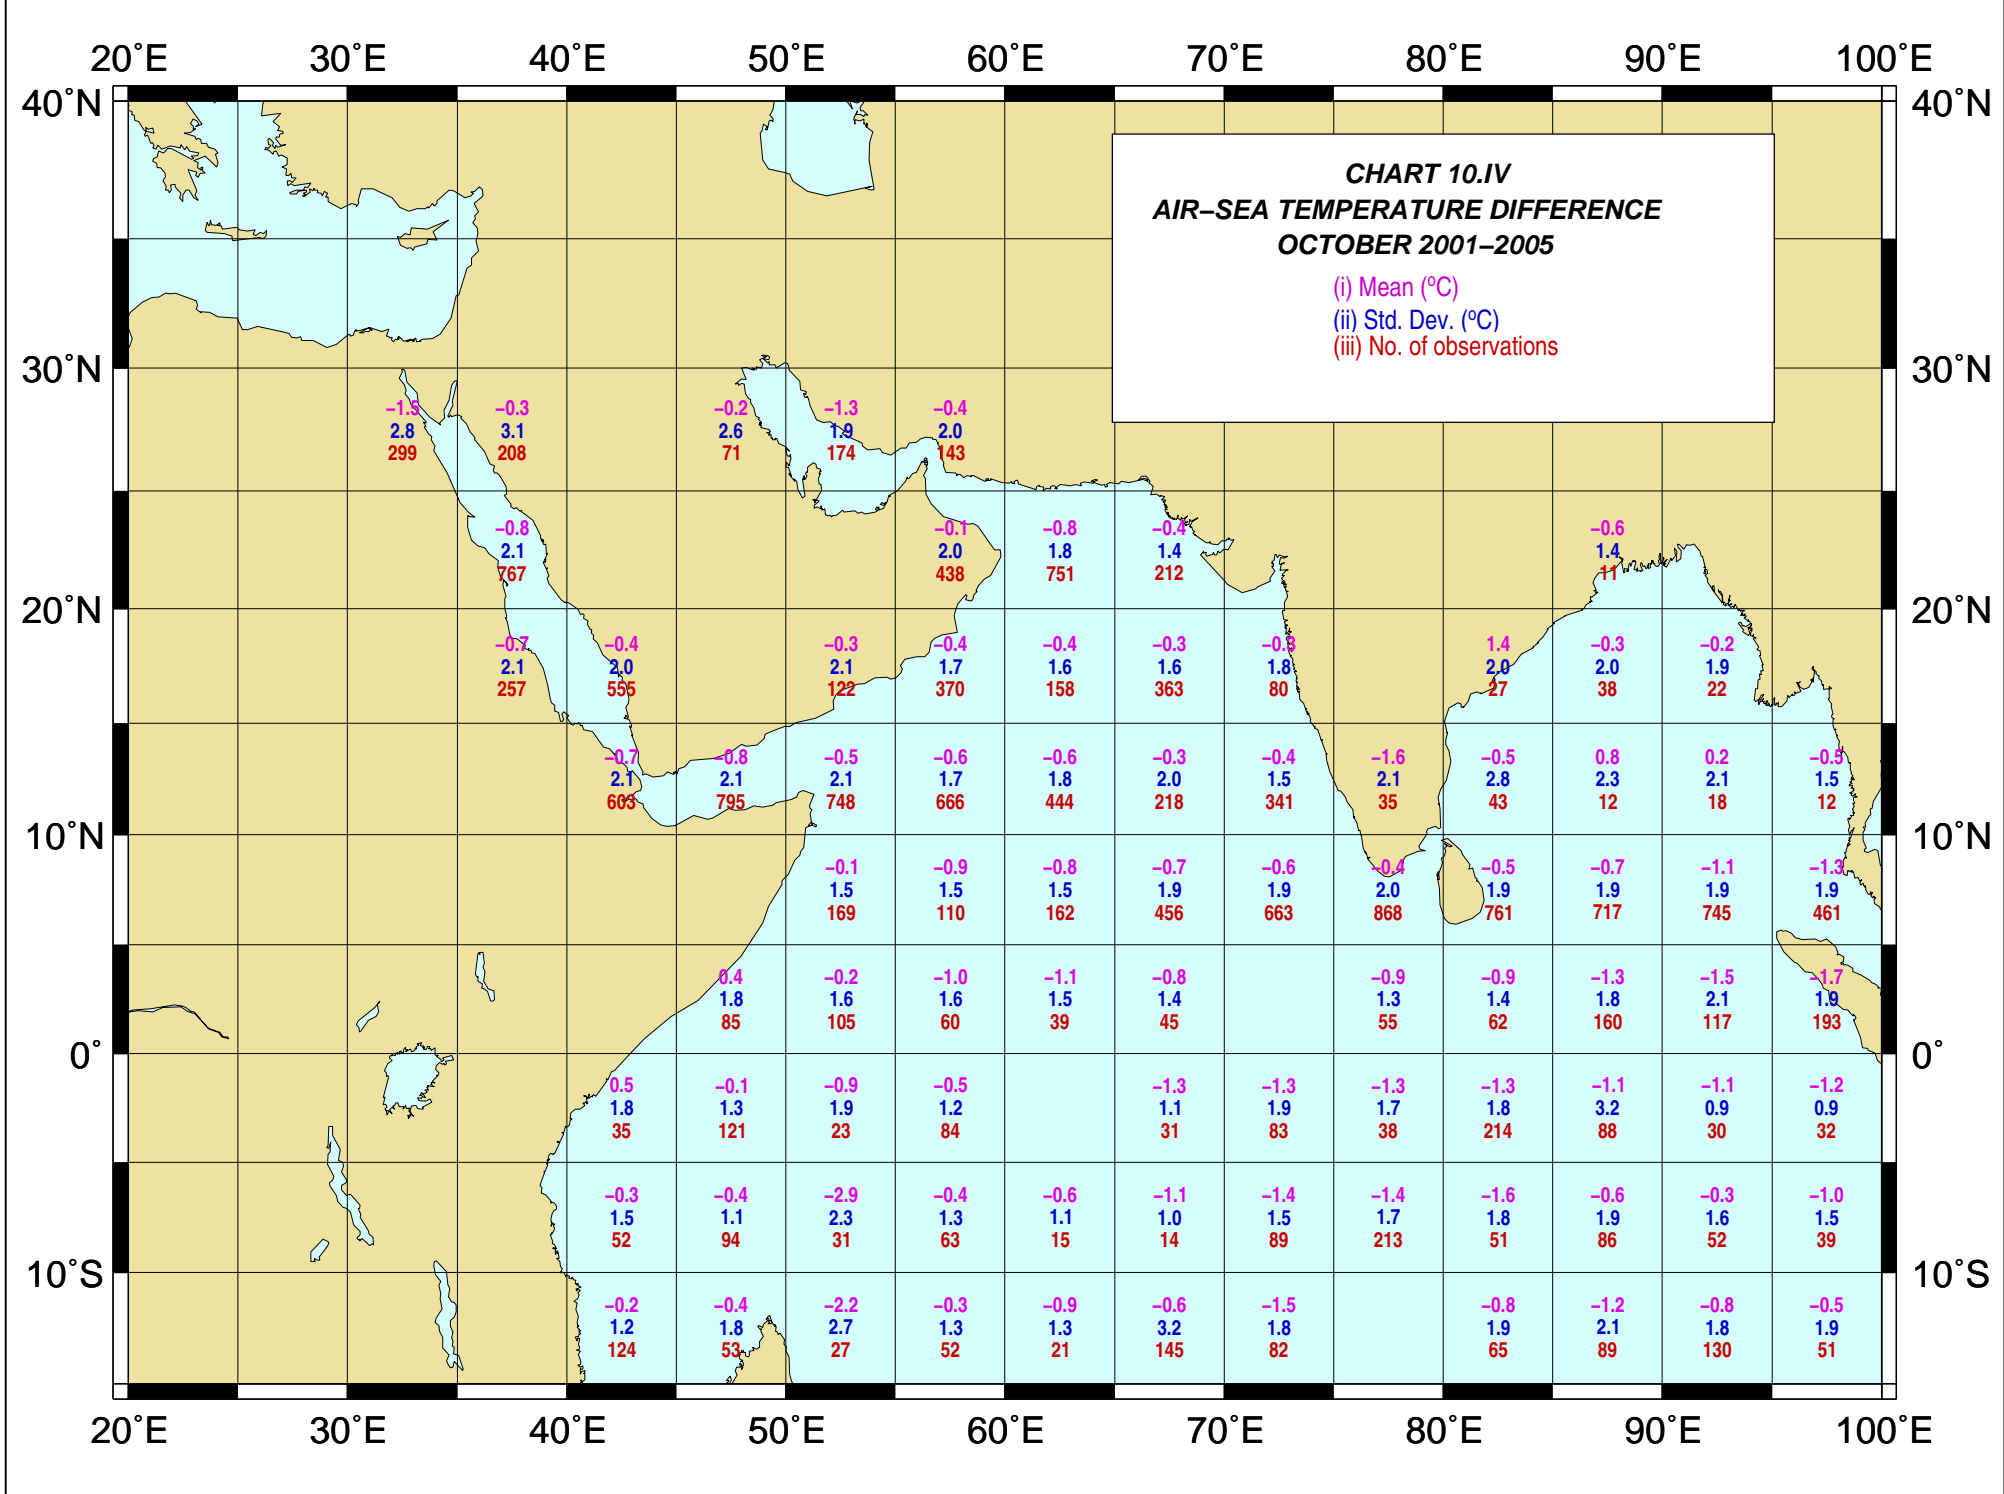 20°E 30°E 40°E 50°E 60°E 70°E 80°E 90°E 100°E
40°N 40°N
CHART 10.IV
AIR–SEA TEMPERATURE DIFFERENCE
OCTOBER 2001–2005
(i) Mean (ºC)
(ii) Std. Dev. (ºC)
(iii) No. of observations
30°N 30°N
−1.5 −0.3 −0.2 −1.3 −0.4
2.8 3.1 2.6 1.9 2.0
299 208 71 174 143
−0.8 −0.1 −0.8 −0.4 −0.6
2.1 2.0 1.8 1.4 1.4
767 438 751 212 11
20°N 20°N
−0.7 −0.4 −0.3 −0.4 −0.4 −0.3 −0.3 1.4 −0.3 −0.2
2.1 2.0 2.1 1.7 1.6 1.6 1.8 2.0 2.0 1.9
257 555 122 370 158 363 80 27 38 22
−0.7 −0.8 −0.5 −0.6 −0.6 −0.3 −0.4 −1.6 −0.5 0.8 0.2 −0.5
2.1 2.1 2.1 1.7 1.8 2.0 1.5 2.1 2.8 2.3 2.1 1.5
603 795 748 666 444 218 341 35 43 12 18 12
10°N 10°N
−0.1 −0.9 −0.8 −0.7 −0.6 −0.4 −0.5 −0.7 −1.1 −1.3
1.5 1.5 1.5 1.9 1.9 2.0 1.9 1.9 1.9 1.9
169 110 162 456 663 868 761 717 745 461
0.4 −0.2 −1.0 −1.1 −0.8 −0.9 −0.9 −1.3 −1.5 −1.7
1.8 1.6 1.6 1.5 1.4 1.3 1.4 1.8 2.1 1.9
85 105 60 39 45 55 62 160 117 193
0° 0°
0.5 −0.1 −0.9 −0.5 −1.3 −1.3 −1.3 −1.3 −1.1 −1.1 −1.2
1.8 1.3 1.9 1.2 1.1 1.9 1.7 1.8 3.2 0.9 0.9
35 121 23 84 31 83 38 214 88 30 32
−0.3 −0.4 −2.9 −0.4 −0.6 −1.1 −1.4 −1.4 −1.6 −0.6 −0.3 −1.0
1.5 1.1 2.3 1.3 1.1 1.0 1.5 1.7 1.8 1.9 1.6 1.5
52 94 31 63 15 14 89 213 51 86 52 39
10°S 10°S
−0.2 −0.4 −2.2 −0.3 −0.9 −0.6 −1.5 −0.8 −1.2 −0.8 −0.5
1.2 1.8 2.7 1.3 1.3 3.2 1.8 1.9 2.1 1.8 1.9
124 53 27 52 21 145 82 65 89 130 51
20°E 30°E 40°E 50°E 60°E 70°E 80°E 90°E 100°E